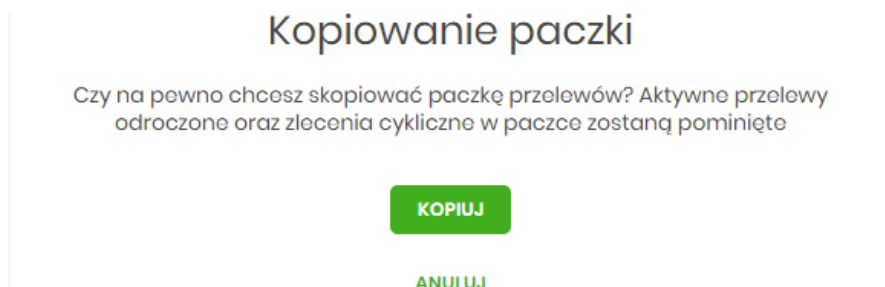 Kopiowanie paczki
Czy na pewno chcesz skopiować paczkę przelewów? Aktywne przelewy
odroczone oraz zlecenia cykliczne w paczce zostaną pominięte
KOPIUJ
ANULUJ